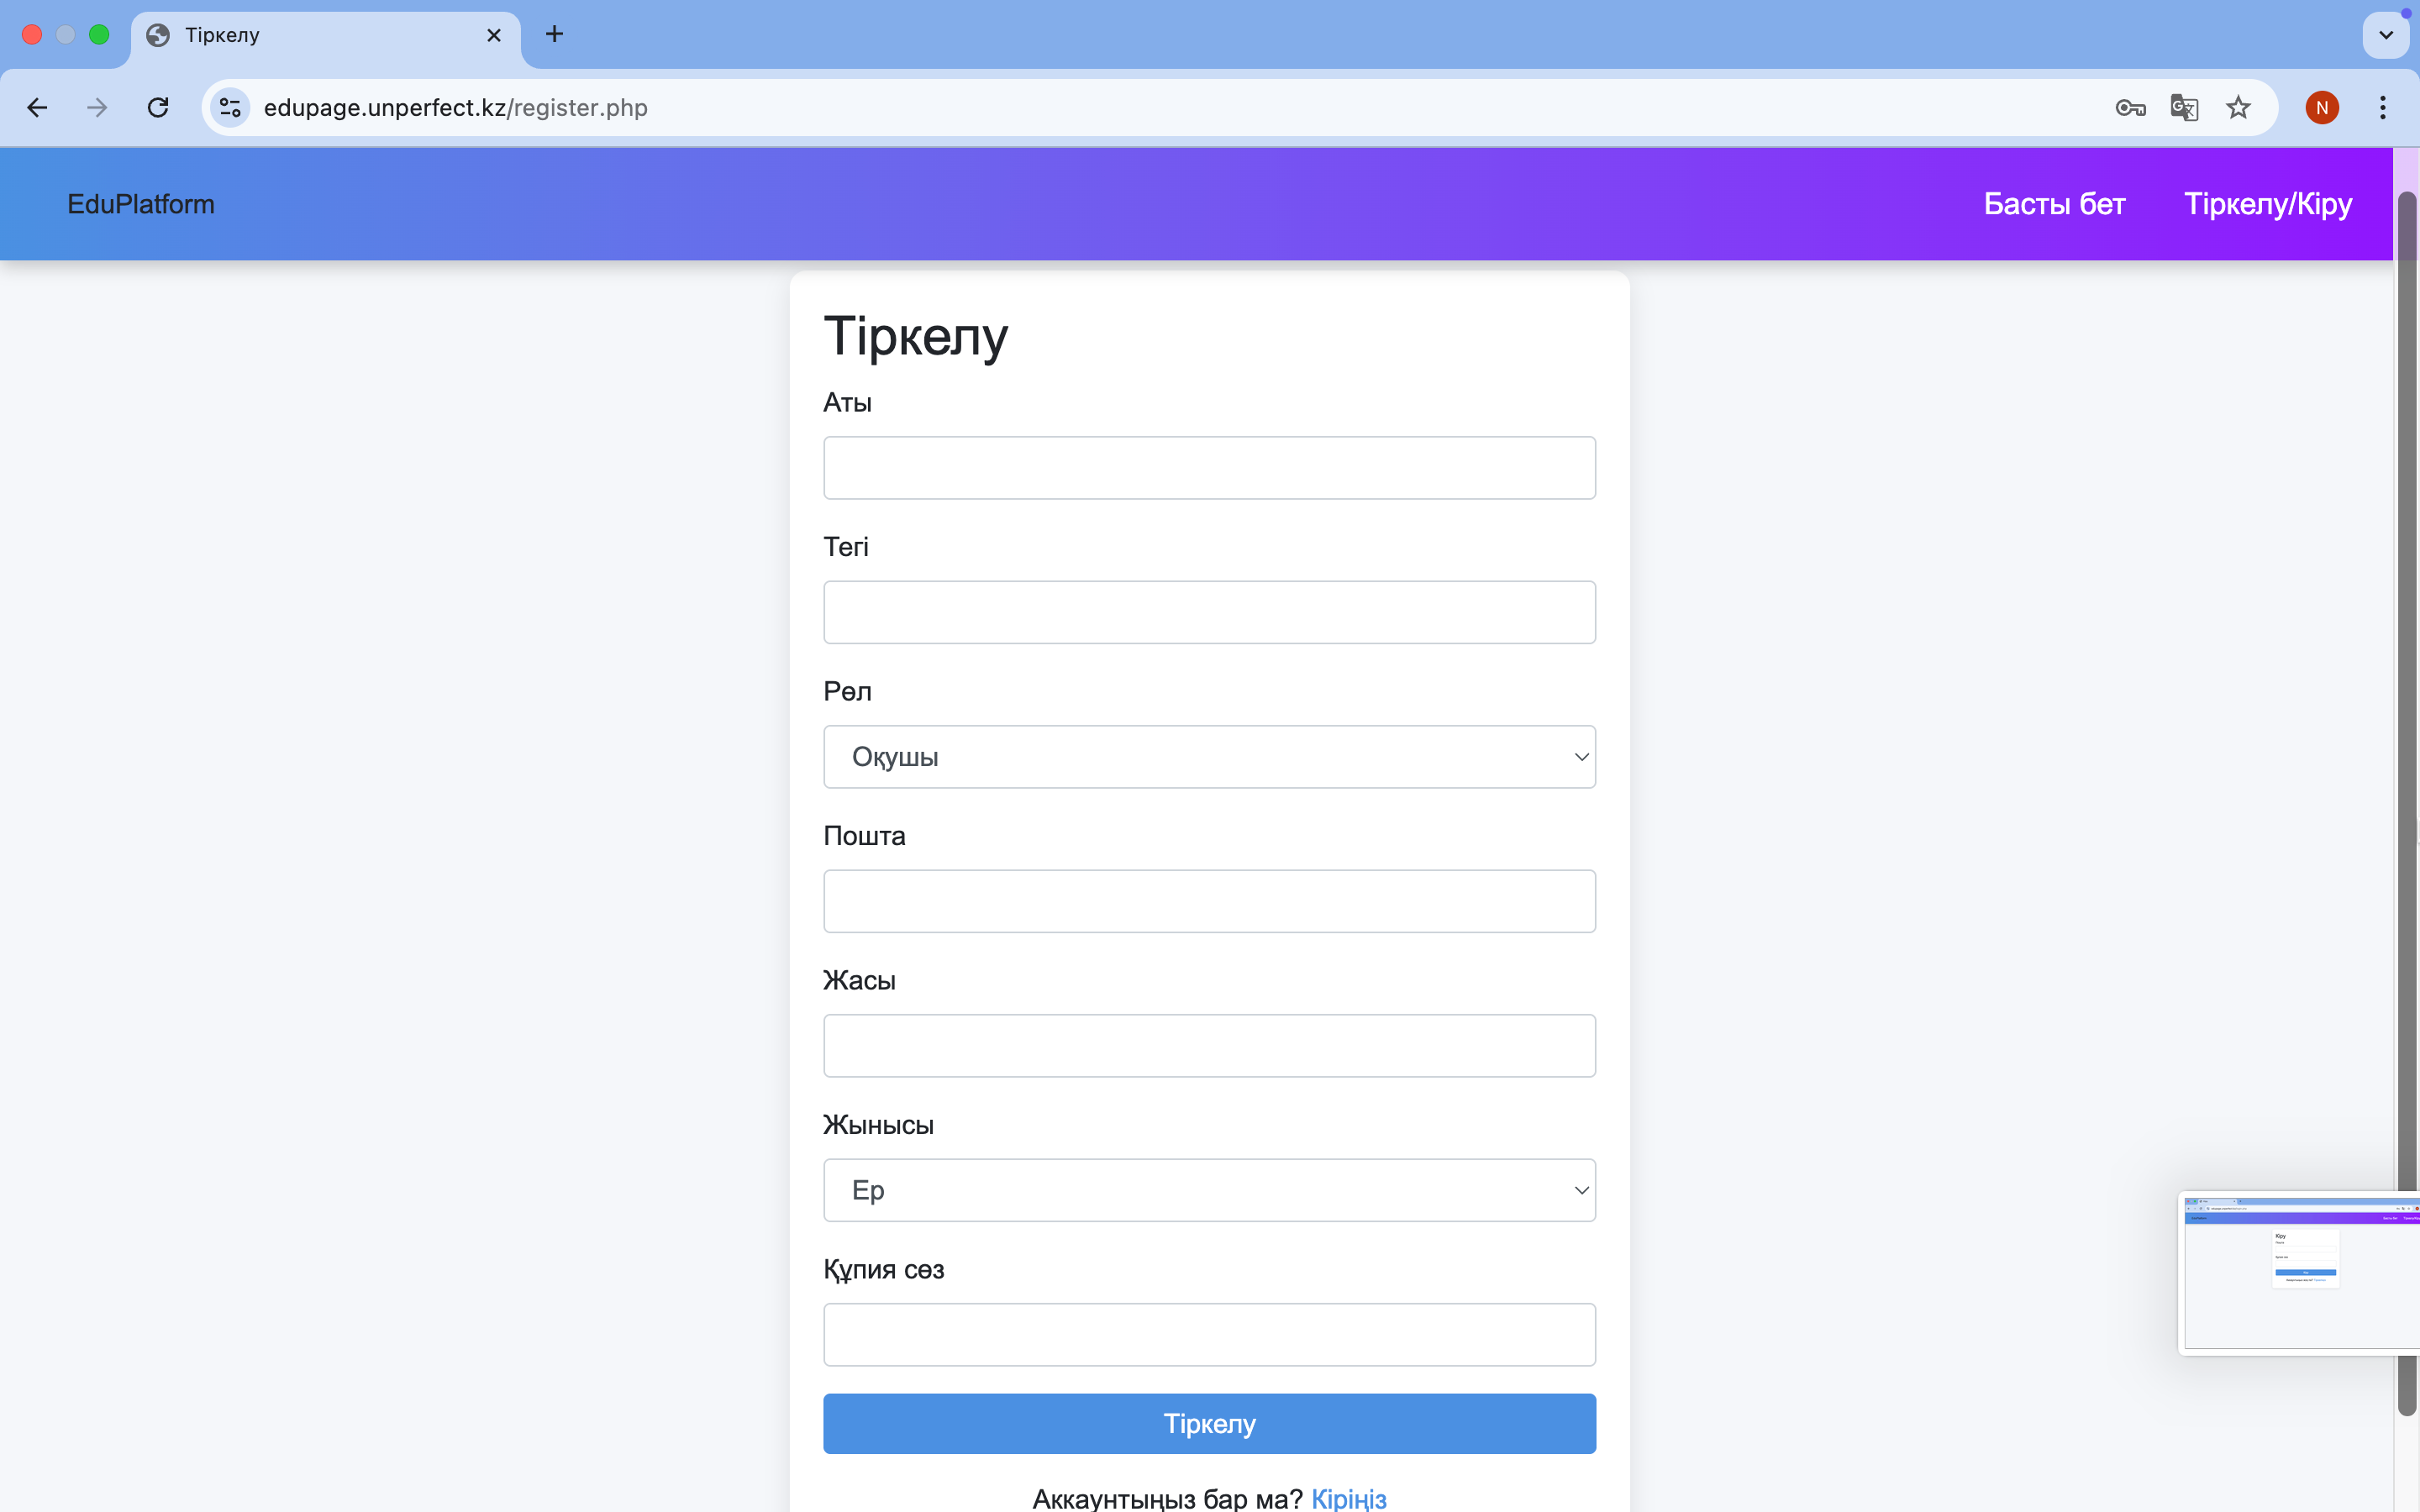 Тіркелу
edupage.unperfect.kz/register.php
N
EduPlatform
Басты бет
Тіркелу/Кіру
Тіркелу
Аты
Тегі
Рөл
Оқушы
Пошта
Жасы
Жынысы
Ер
Құпия сөз
Тіркелу
Аккаунтыңыз бар ма? Кіріңіз
Кіру